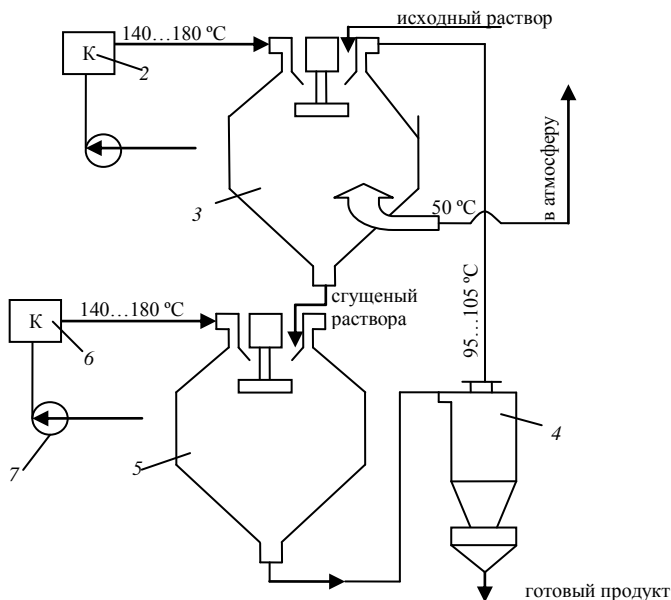 140…180 ºС
исходный раствор
К
2
в атмосферу
3
50 ºС
95…105 ºС
сгущеный
раствора
140…180 ºС
К
6
7
5
4
готовый продукт